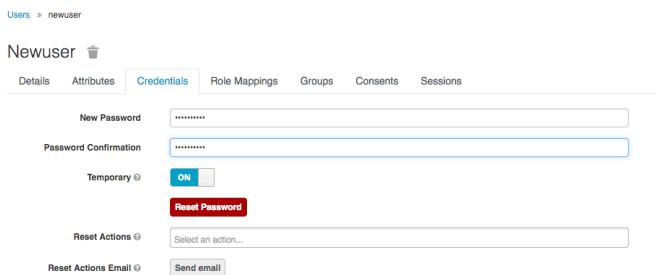 Users » newuser
Newuser
Details Attributes Credentials Role Mappings Groups Consents Sessions
New Password ••••••••••
Password Confirmation ••••••••••
Temporary ON
Reset Password
Reset Actions Select an action...
Reset Actions Email Send email